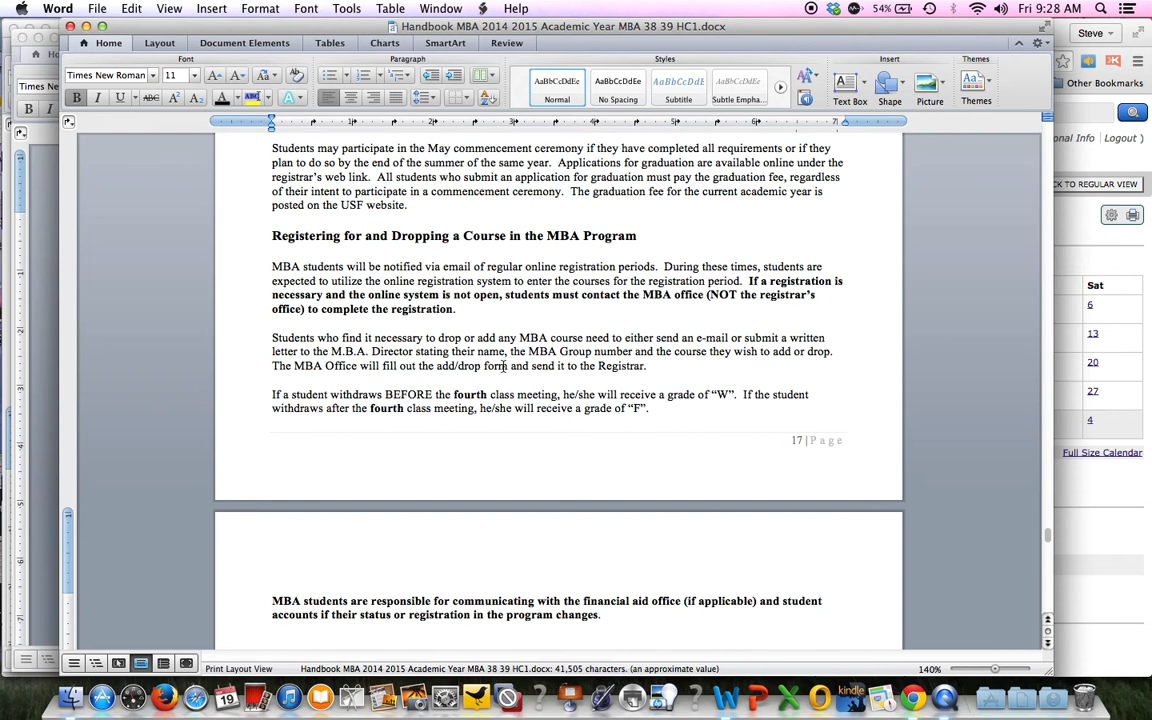 Word File Edit View Insert Format Font Tools Table Window Help 54% Fri 9:28 AM
Handbook MBA 2014 2015 Academic Year MBA 38 39 HC1.docx
Steve
Home Layout Document Elements Tables Charts SmartArt Review
Font Paragraph Styles Insert Themes
Other Bookmarks
Times New Roman 11
AaBbCcDdEe AaBbCcDdEe AaBbCcDdE AaBbCcDdEe
Normal No Spacing Subtitle Subtle Empha... Text Box Shape Picture Themes
Times New
B I U ABC A² A₂
B I
onal Info Logout )
1 2 3 4 5 6 7
CK TO REGULAR VIEW
Students may participate in the May commencement ceremony if they have completed all requirements or if they
plan to do so by the end of the summer of the same year. Applications for graduation are available online under the
registrar's web link. All students who submit an application for graduation must pay the graduation fee, regardless
of their intent to participate in a commencement ceremony. The graduation fee for the current academic year is
posted on the USF website.
Registering for and Dropping a Course in the MBA Program
MBA students will be notified via email of regular online registration periods. During these times, students are
expected to utilize the online registration system to enter the courses for the registration period. If a registration is
necessary and the online system is not open, students must contact the MBA office (NOT the registrar's
office) to complete the registration.
Students who find it necessary to drop or add any MBA course need to either send an e-mail or submit a written
letter to the M.B.A. Director stating their name, the MBA Group number and the course they wish to add or drop.
The MBA Office will fill out the add/drop form and send it to the Registrar.
If a student withdraws BEFORE the fourth class meeting, he/she will receive a grade of “W”. If the student
withdraws after the fourth class meeting, he/she will receive a grade of “F”.
17 | P a g e
MBA students are responsible for communicating with the financial aid office (if applicable) and student
accounts if their status or registration in the program changes.
Sat
6
13
20
27
4
Full Size Calendar
Print Layout View Handbook MBA 2014 2015 Academic Year MBA 38 39 HC1.docx: 41,505 characters. (an approximate value) 140%
19
kindle